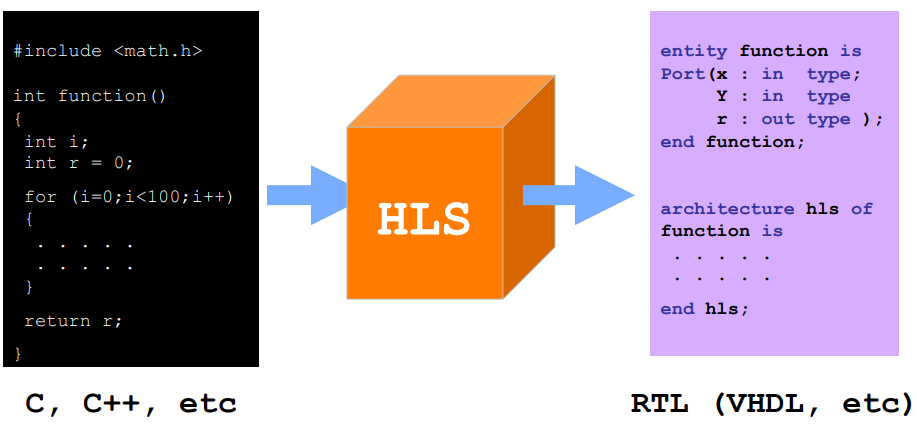 #include <math.h>
int function()
{
int i;
int r = 0;
for (i=0;i<100;i++)
{
. . . . .
. . . . .
}
return r;
}
C, C++, etc
HLS
entity function is
Port(x : in type;
Y : in type
r : out type );
end function;
architecture hls of
function is
. . . . .
. . . . .
end hls;
RTL (VHDL, etc)